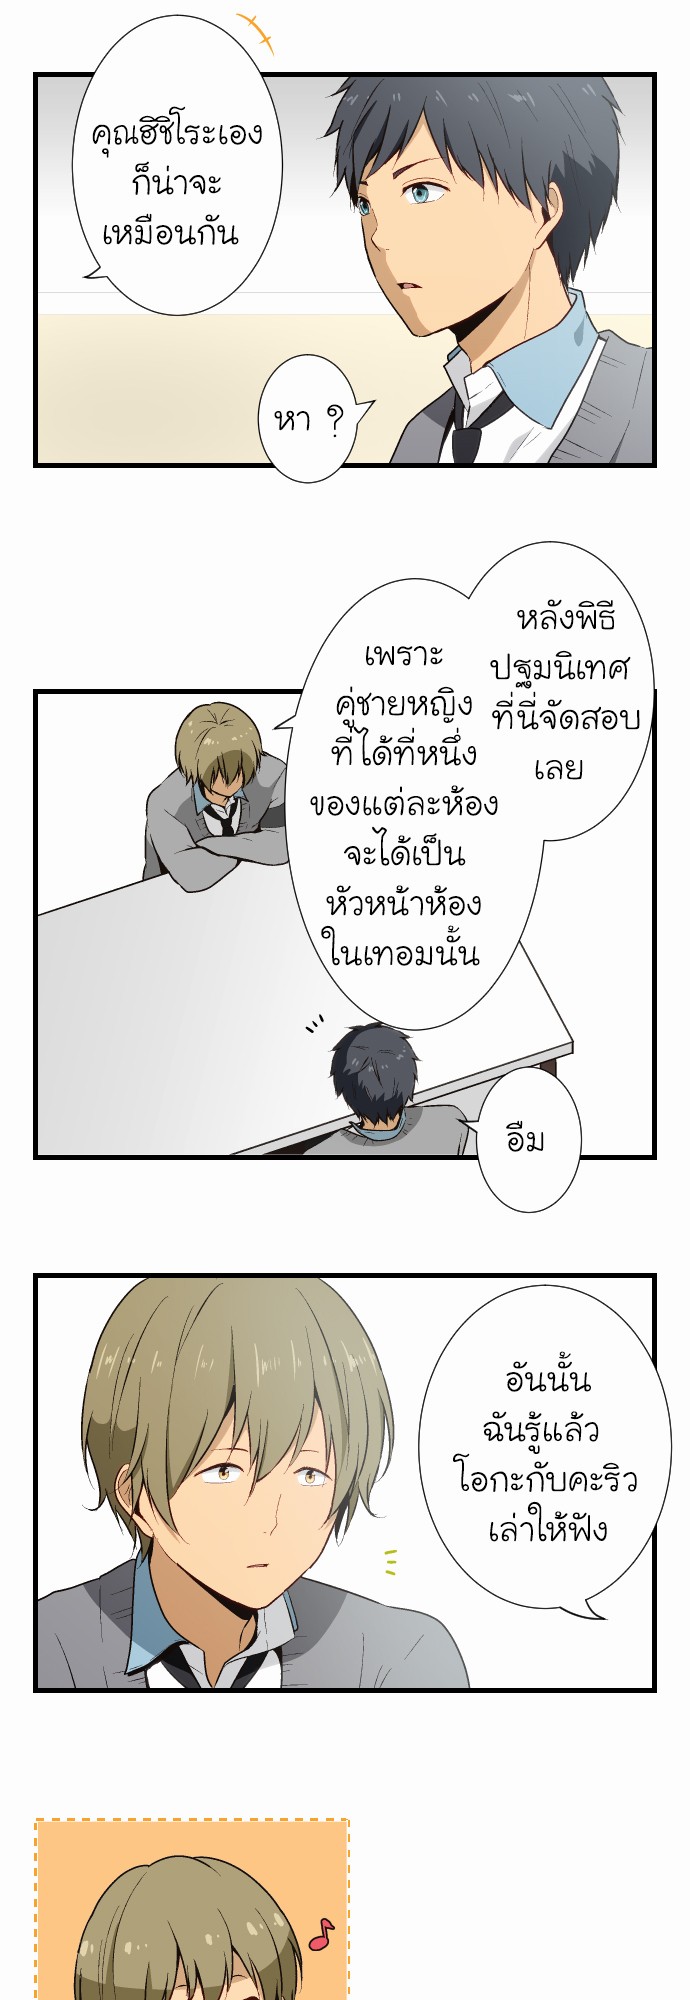 คุณฮิชิโระเอง
ก็น่าจะ
เหมือนกัน
หา ?
หลังพิธี
ปฐมนิเทศ
ที่นี่จัดสอบ
เลย
เพราะ
คู่ชายหญิง
ที่ได้ที่หนึ่ง
ของแต่ละห้อง
จะได้เป็น
หัวหน้าห้อง
ในเทอมนั้น
อืม
อันนั้น
ฉันรู้แล้ว
โอกะกับคะริว
เล่าให้ฟัง